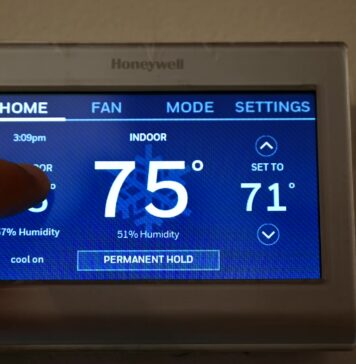 Honeywell
HOME FAN MODE SETTINGS
3:09pm
INDOOR
75°
51% Humidity
SET TO
71°
7% Humidity
cool on
PERMANENT HOLD